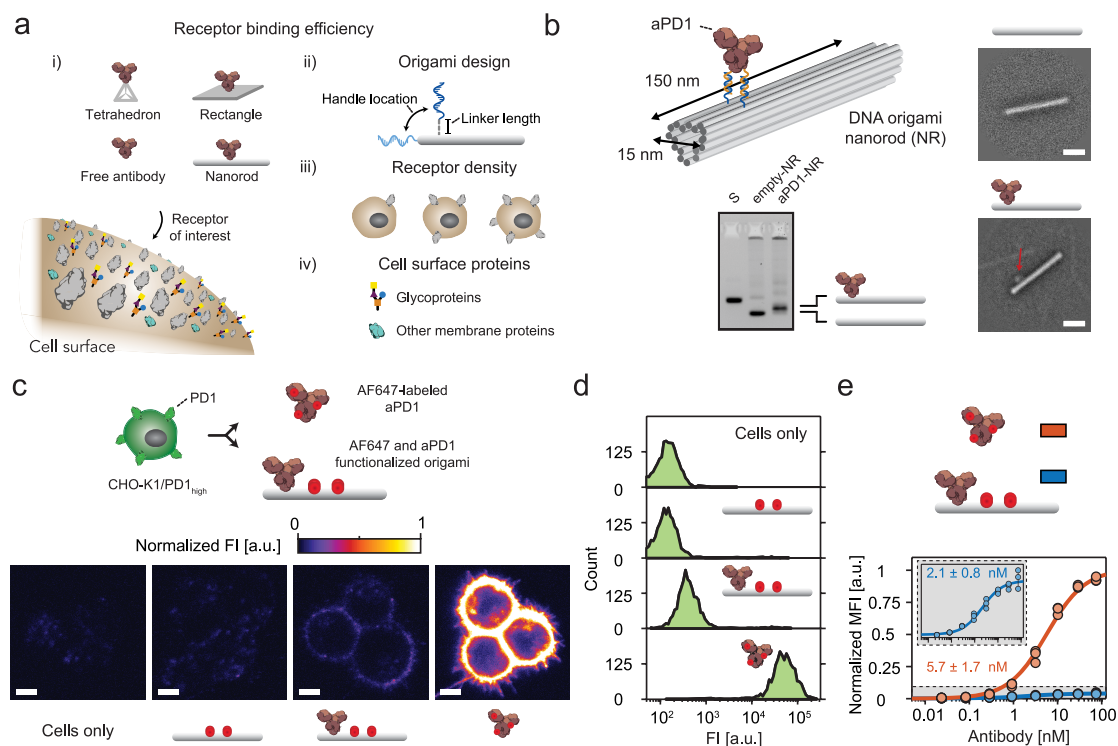 a
Receptor binding efficiency
i)
Tetrahedron
Rectangle
Free antibody
Nanorod
Receptor
of interest
Cell surface
ii)
Origami design
Handle location
Linker length
iii)
Receptor density
iv)
Cell surface proteins
Glycoproteins
Other membrane proteins
b
aPD1
150 nm
15 nm
DNA origami
nanorod (NR)
S
empty-NR
aPD1-NR
c
PD1
CHO-K1/PD1high
AF647-labeled
aPD1
AF647 and aPD1
functionalized origami
Normalized FI [a.u.]
0
1
Cells only
d
Cells only
125
0
125
0
125
0
125
0
Count
10²
10³
10⁴
10⁵
FI [a.u.]
e
Normalized MFI [a.u.]
1
0.75
0.5
0.25
0
2.1 ± 0.8 nM
5.7 ± 1.7 nM
0.01
0.1
1
10
100
Antibody [nM]